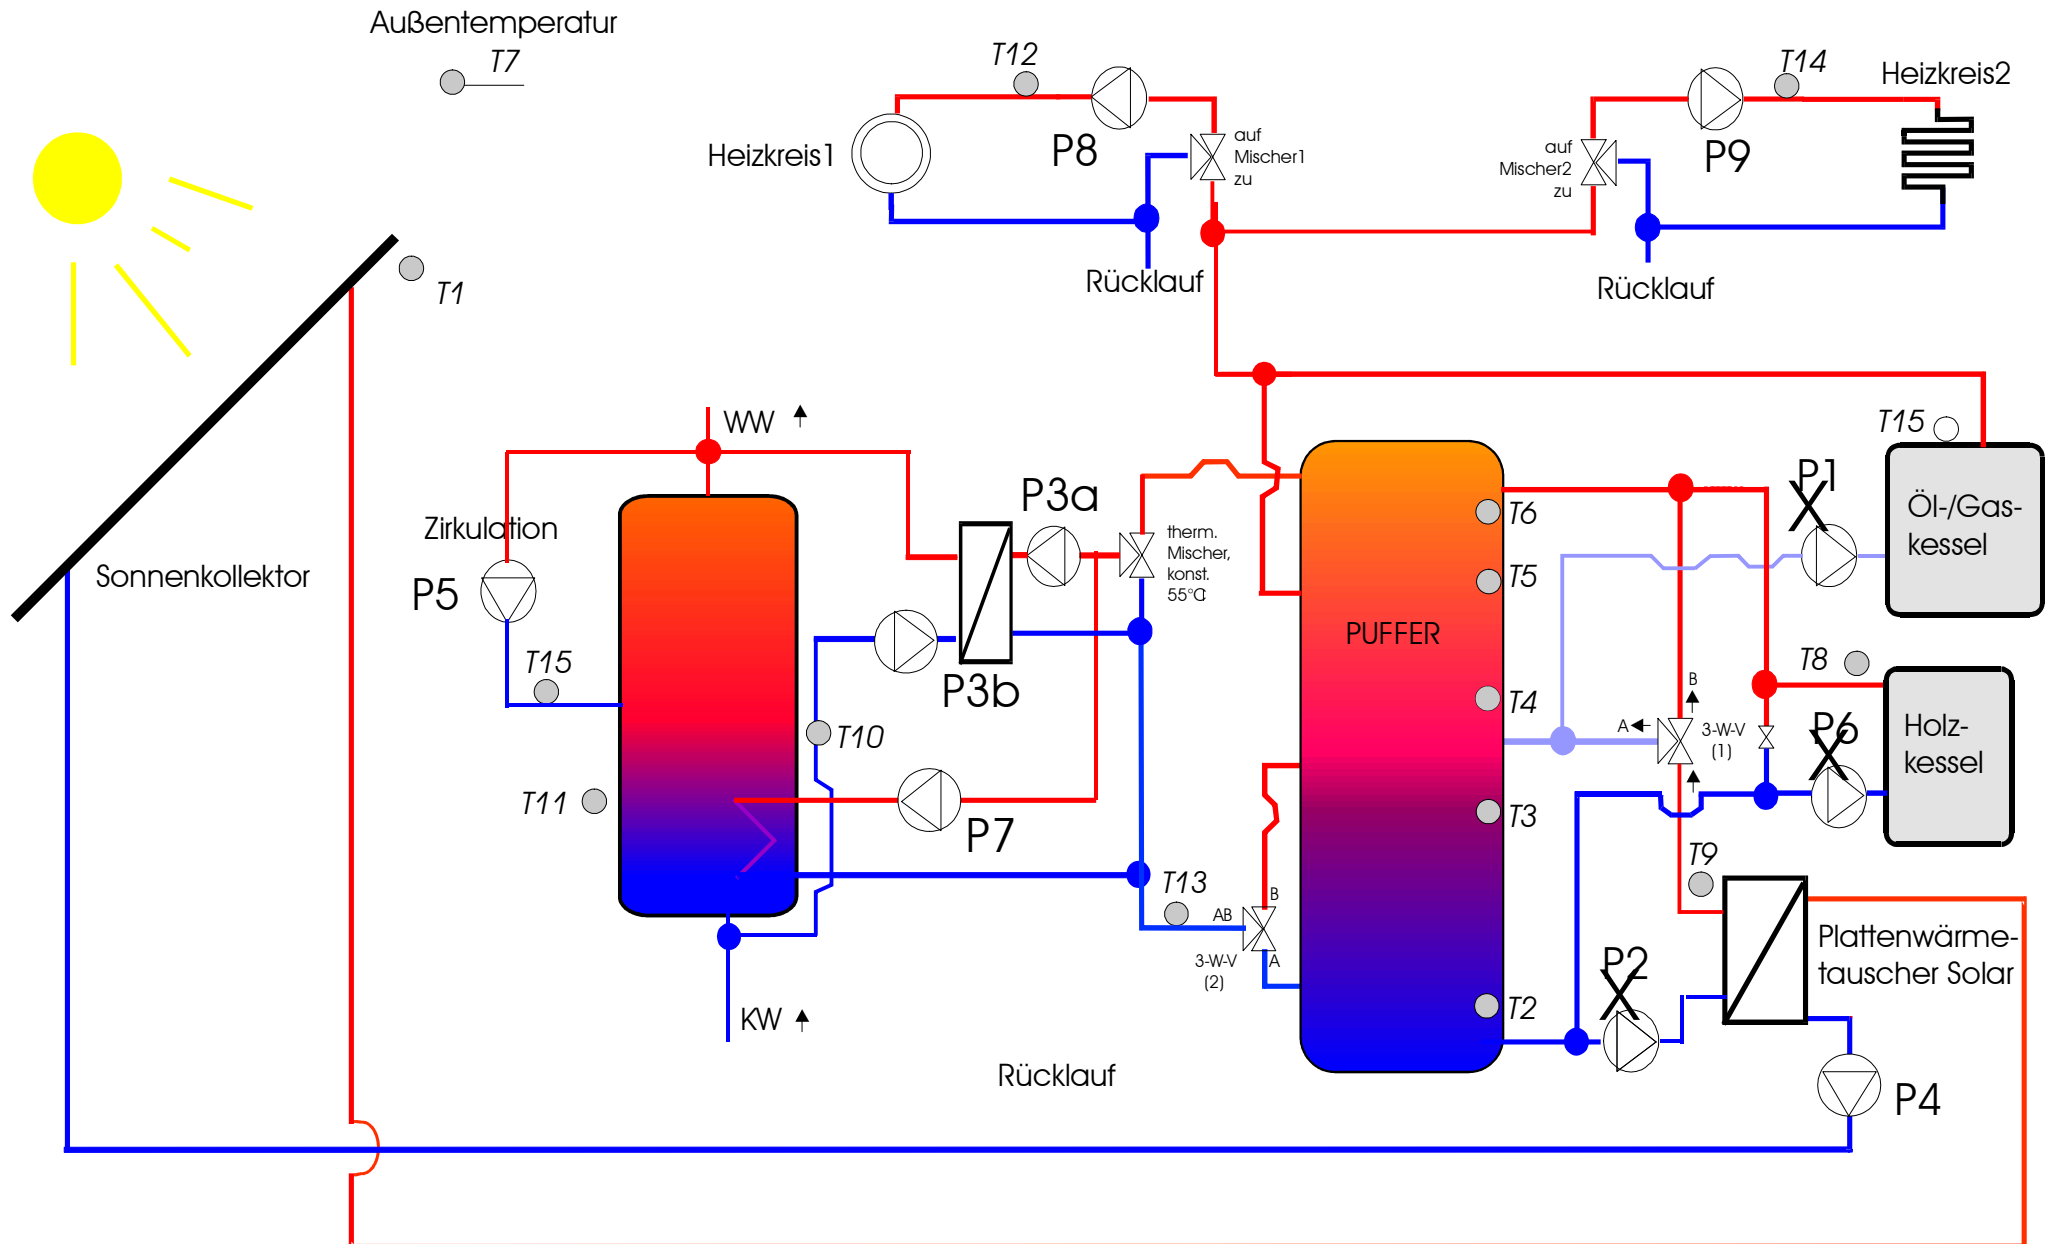 Außentemperatur
T7
T12
T14
Heizkreis2
P8
P9
Heizkreis1
auf
Mischer1
zu
auf
Mischer2
zu
T1
Rücklauf
Rücklauf
WW
T15
P1
Öl-/Gas-
kessel
Zirkulation
P3a
therm.
Mischer,
konst.
55°C
T6
T5
Sonnenkollektor
P5
PUFFER
T15
P3b
T4
T8
B
A
3-W-V
(1)
P6
Holz-
kessel
T10
T11
P7
T3
T9
T13
B
AB
A
3-W-V
(2)
P2
Plattenwärme-
tauscher Solar
T2
KW
Rücklauf
P4